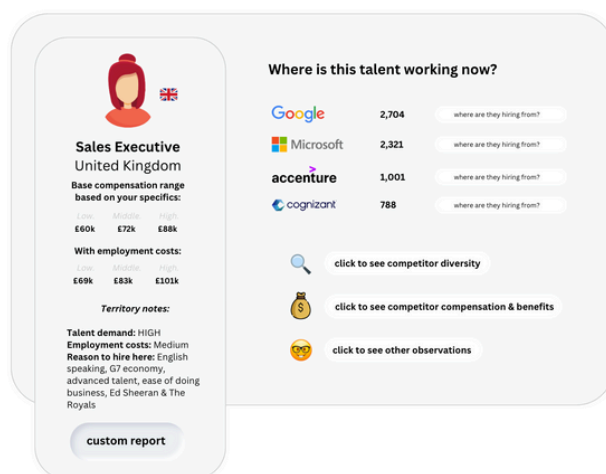 Sales Executive
United Kingdom
Base compensation range
based on your specifics:
Low Middle High
£60k £72k £88k
With employment costs:
Low Middle High
£69k £83k £101k
Territory notes:
Talent demand: HIGH
Employment costs: Medium
Reason to hire here: English
speaking, G7 economy,
advanced talent, ease of doing
business, Ed Sheeran & The
Royals
custom report
Where is this talent working now?
Google 2,704 where are they hiring from?
Microsoft 2,321 where are they hiring from?
accenture 1,001 where are they hiring from?
cognizant 788 where are they hiring from?
click to see competitor diversity
click to see competitor compensation & benefits
click to see other observations